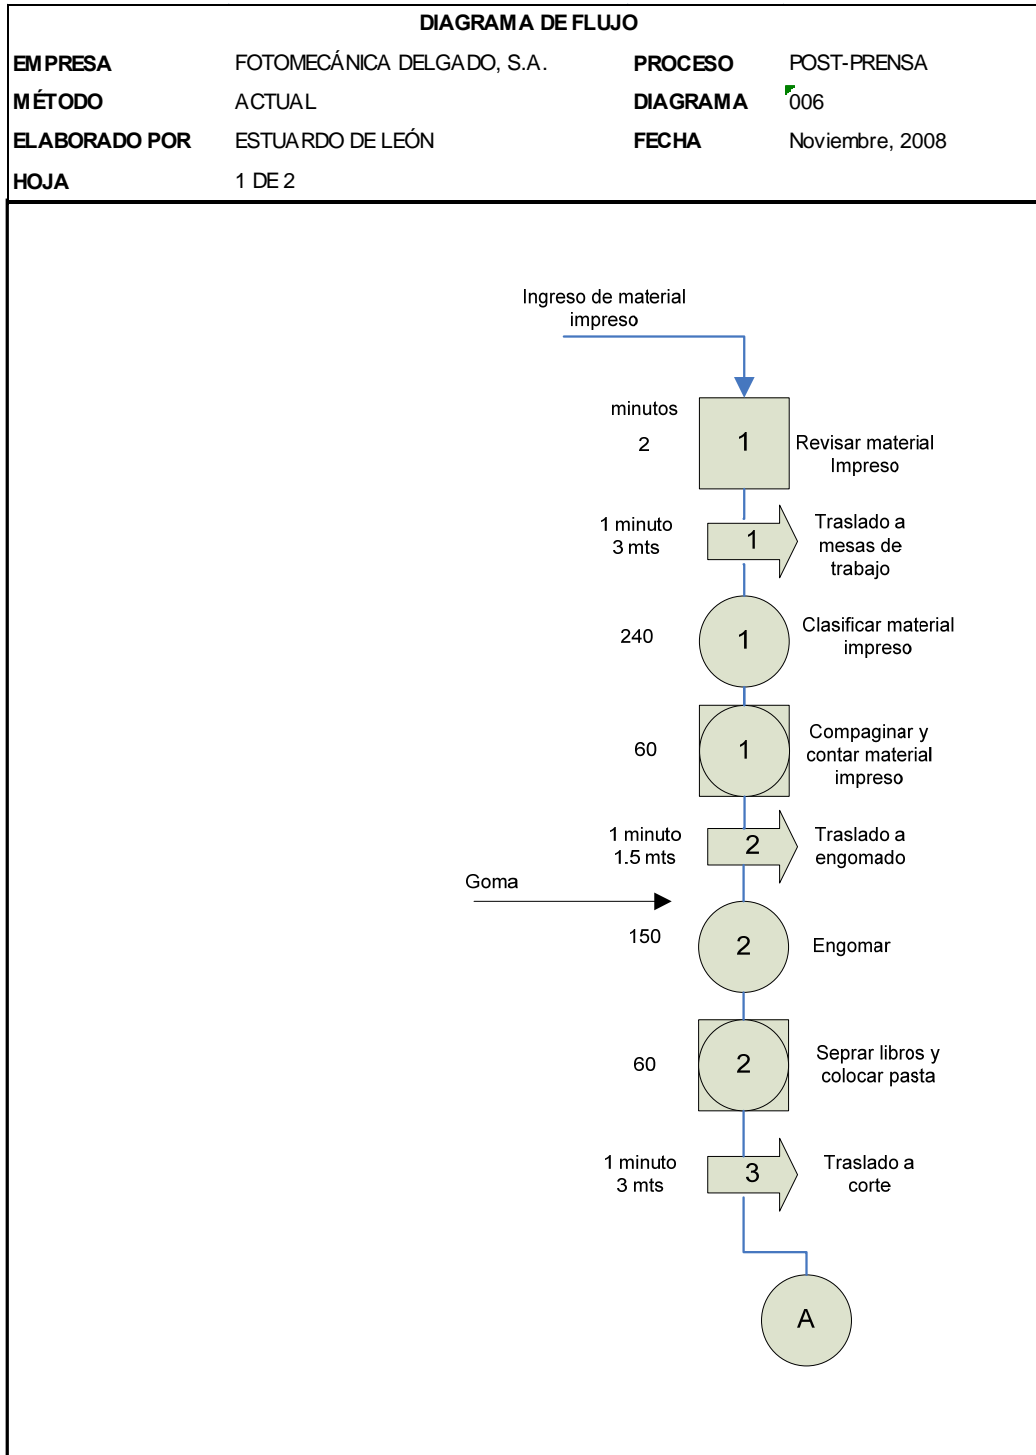 DIAGRAMA DE FLUJO
EMPRESA FOTOMECÁNICA DELGADO, S.A. PROCESO POST-PRENSA
MÉTODO ACTUAL DIAGRAMA 006
ELABORADO POR ESTUARDO DE LEÓN FECHA Noviembre, 2008
HOJA 1 DE 2
Ingreso de material
impreso
minutos
2
1
Revisar material
Impreso
1 minuto
3 mts
1
Traslado a
mesas de
trabajo
240
1
Clasificar material
impreso
60
1
Compaginar y
contar material
impreso
1 minuto
1.5 mts
2
Traslado a
engomado
Goma
150
2
Engomar
60
2
Seprar libros y
colocar pasta
1 minuto
3 mts
3
Traslado a
corte
A